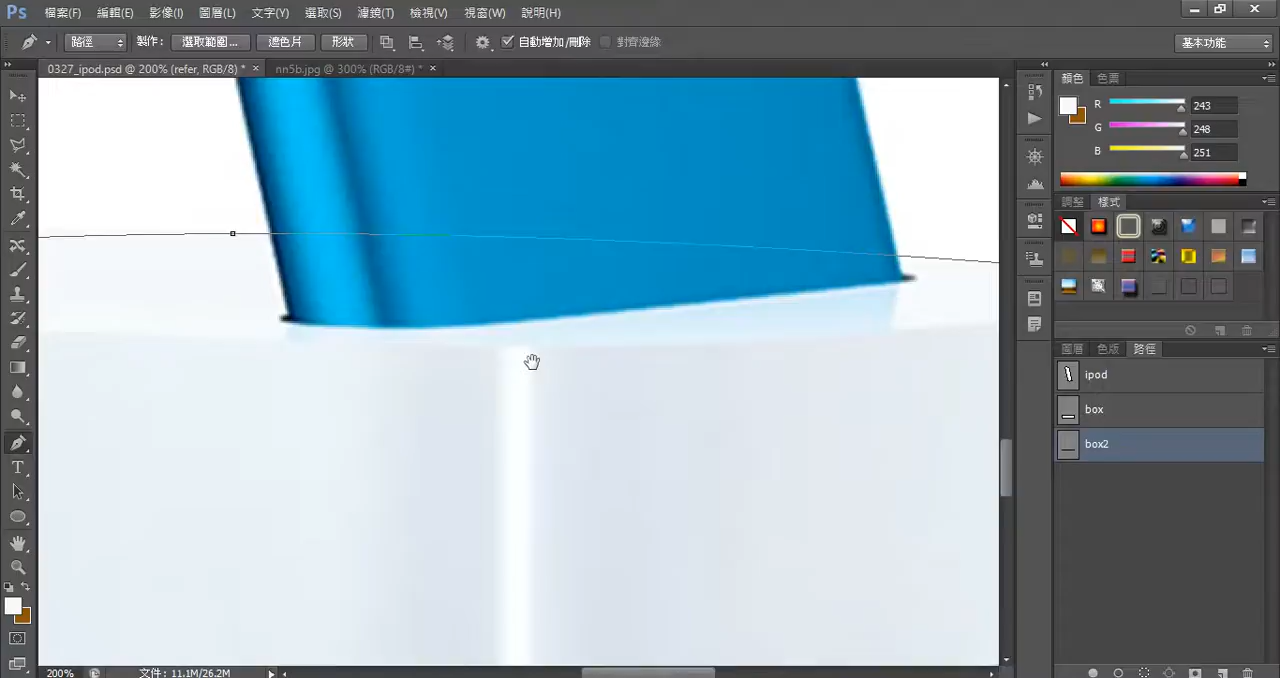 Ps 檔案(F) 編輯(E) 影像(I) 圖層(L) 文字(Y) 選取(S) 濾鏡(T) 檢視(V) 視窗(W) 說明(H)
路徑 製作： 選取範圍... 遮色片 形狀 自動增加/刪除 對齊邊緣 基本功能
0327_ipod.psd @ 200% (refer, RGB/8) * × nn5b.jpg @ 300% (RGB/8#) * ×
顏色 色票
R 243
G 248
B 251
調整 樣式
圖層 色版 路徑
ipod
box
box2
200% 文件: 11.1M/26.2M